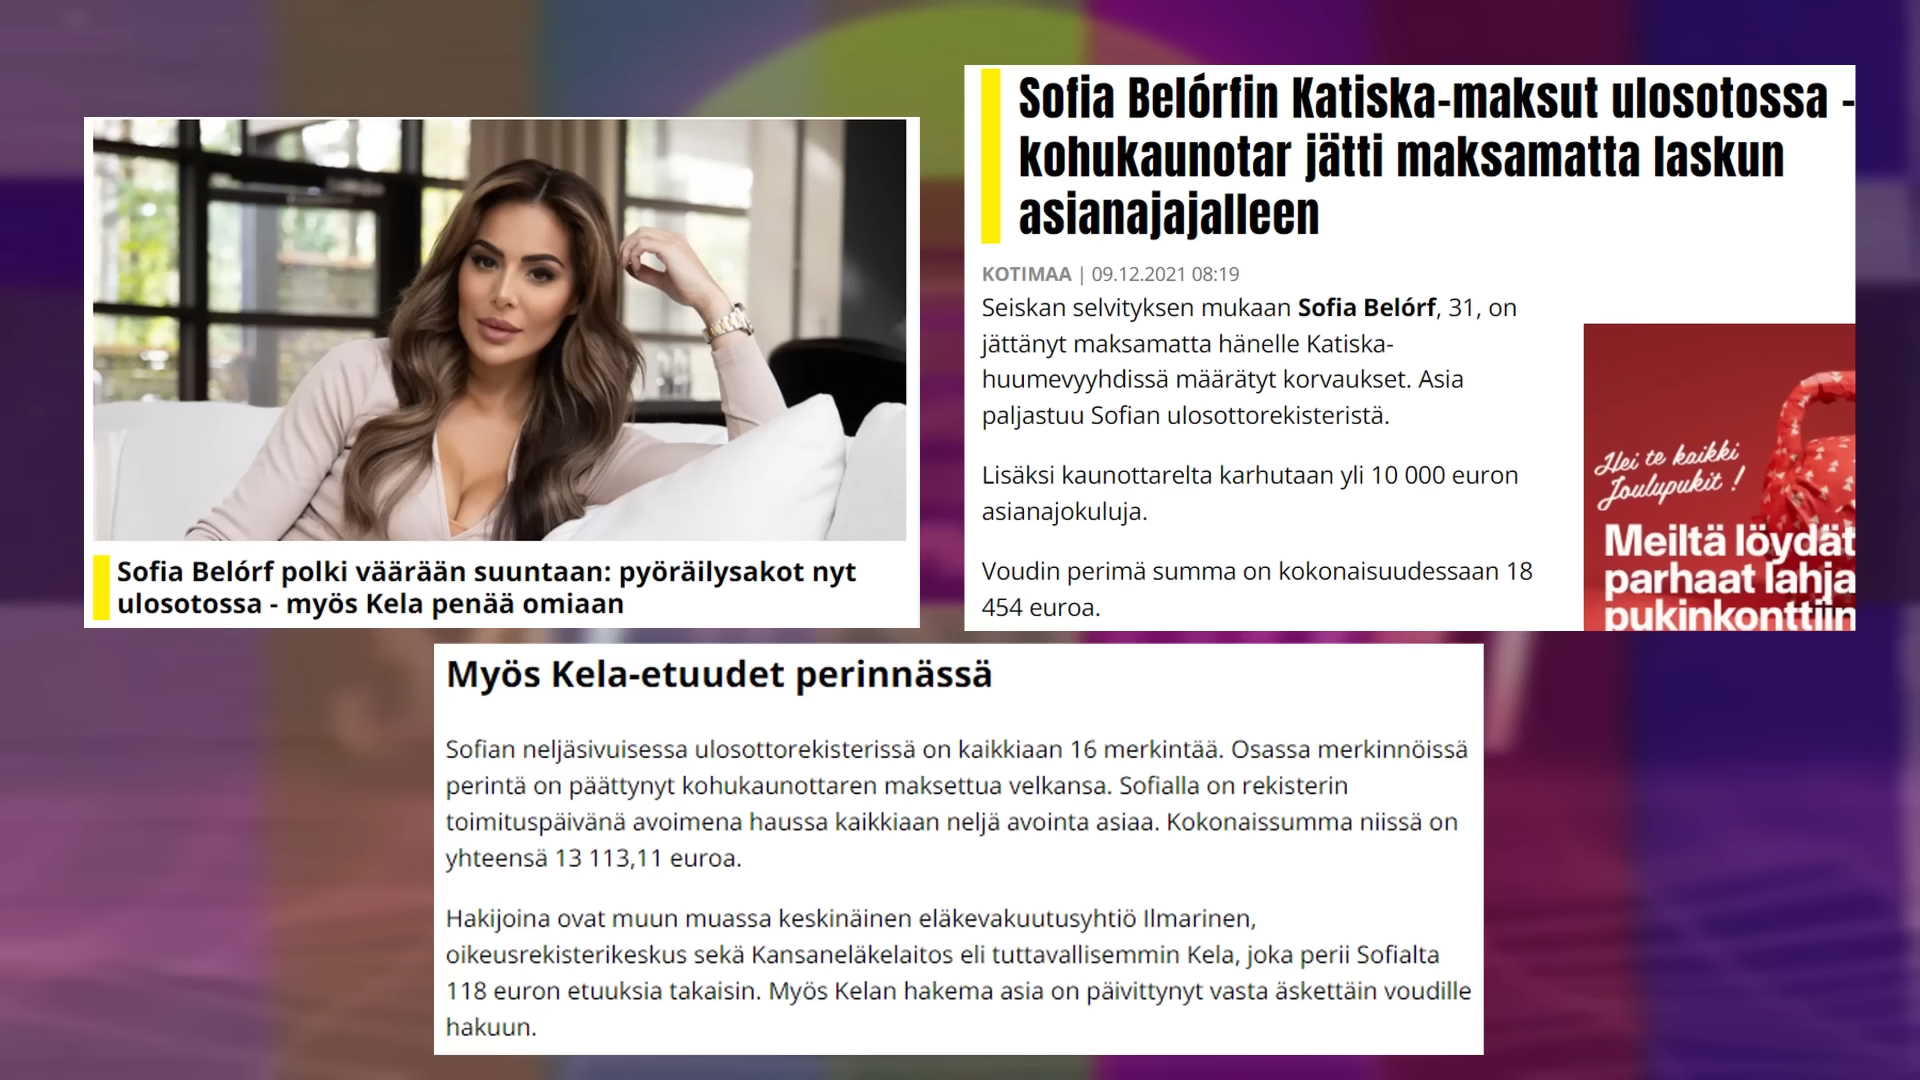 Sofia Belórf polki väärään suuntaan: pyöräilysakot nyt
ulosotossa - myös Kela penää omiaan
Sofia Belórfin Katiska-maksut ulosotossa -
kohukaunotar jätti maksamatta laskun
asianajajalleen
KOTIMAA | 09.12.2021 08:19
Seiskan selvityksen mukaan Sofia Belórf, 31, on
jättänyt maksamatta hänelle Katiska-
huumevyyhdissä määrätyt korvaukset. Asia
paljastuu Sofian ulosottorekisteristä.
Lisäksi kaunottarelta karhutaan yli 10 000 euron
asianajokuluja.
Voudin perimä summa on kokonaisuudessaan 18
454 euroa.
Hei te kaikki
Joulupukit !
Meiltä löydät
parhaat lahja
pukinkonttiin
Myös Kela-etuudet perinnässä
Sofian neljäsivuisessa ulosottorekisterissä on kaikkiaan 16 merkintää. Osassa merkinnöissä
perintä on päättynyt kohukaunottaren maksettua velkansa. Sofialla on rekisterin
toimituspäivänä avoimena haussa kaikkiaan neljä avointa asiaa. Kokonaissumma niissä on
yhteensä 13 113,11 euroa.
Hakijoina ovat muun muassa keskinäinen eläkevakuutusyhtiö Ilmarinen,
oikeusrekisterikeskus sekä Kansaneläkelaitos eli tuttavallisemmin Kela, joka perii Sofialta
118 euron etuuksia takaisin. Myös Kelan hakema asia on päivittynyt vasta äskettäin voudille
hakuun.